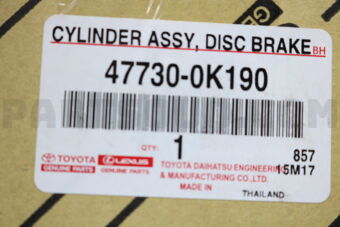 CYLINDER ASSY, DISC BRAKE BH
47730-0K190
QTY: 1 857
15M17
TOYOTA LEXUS
GENUINE PARTS GENUINE PARTS
TOYOTA DAIHATSU ENGINEERING
& MANUFACTURING CO.,LTD.
MADE IN THAILAND